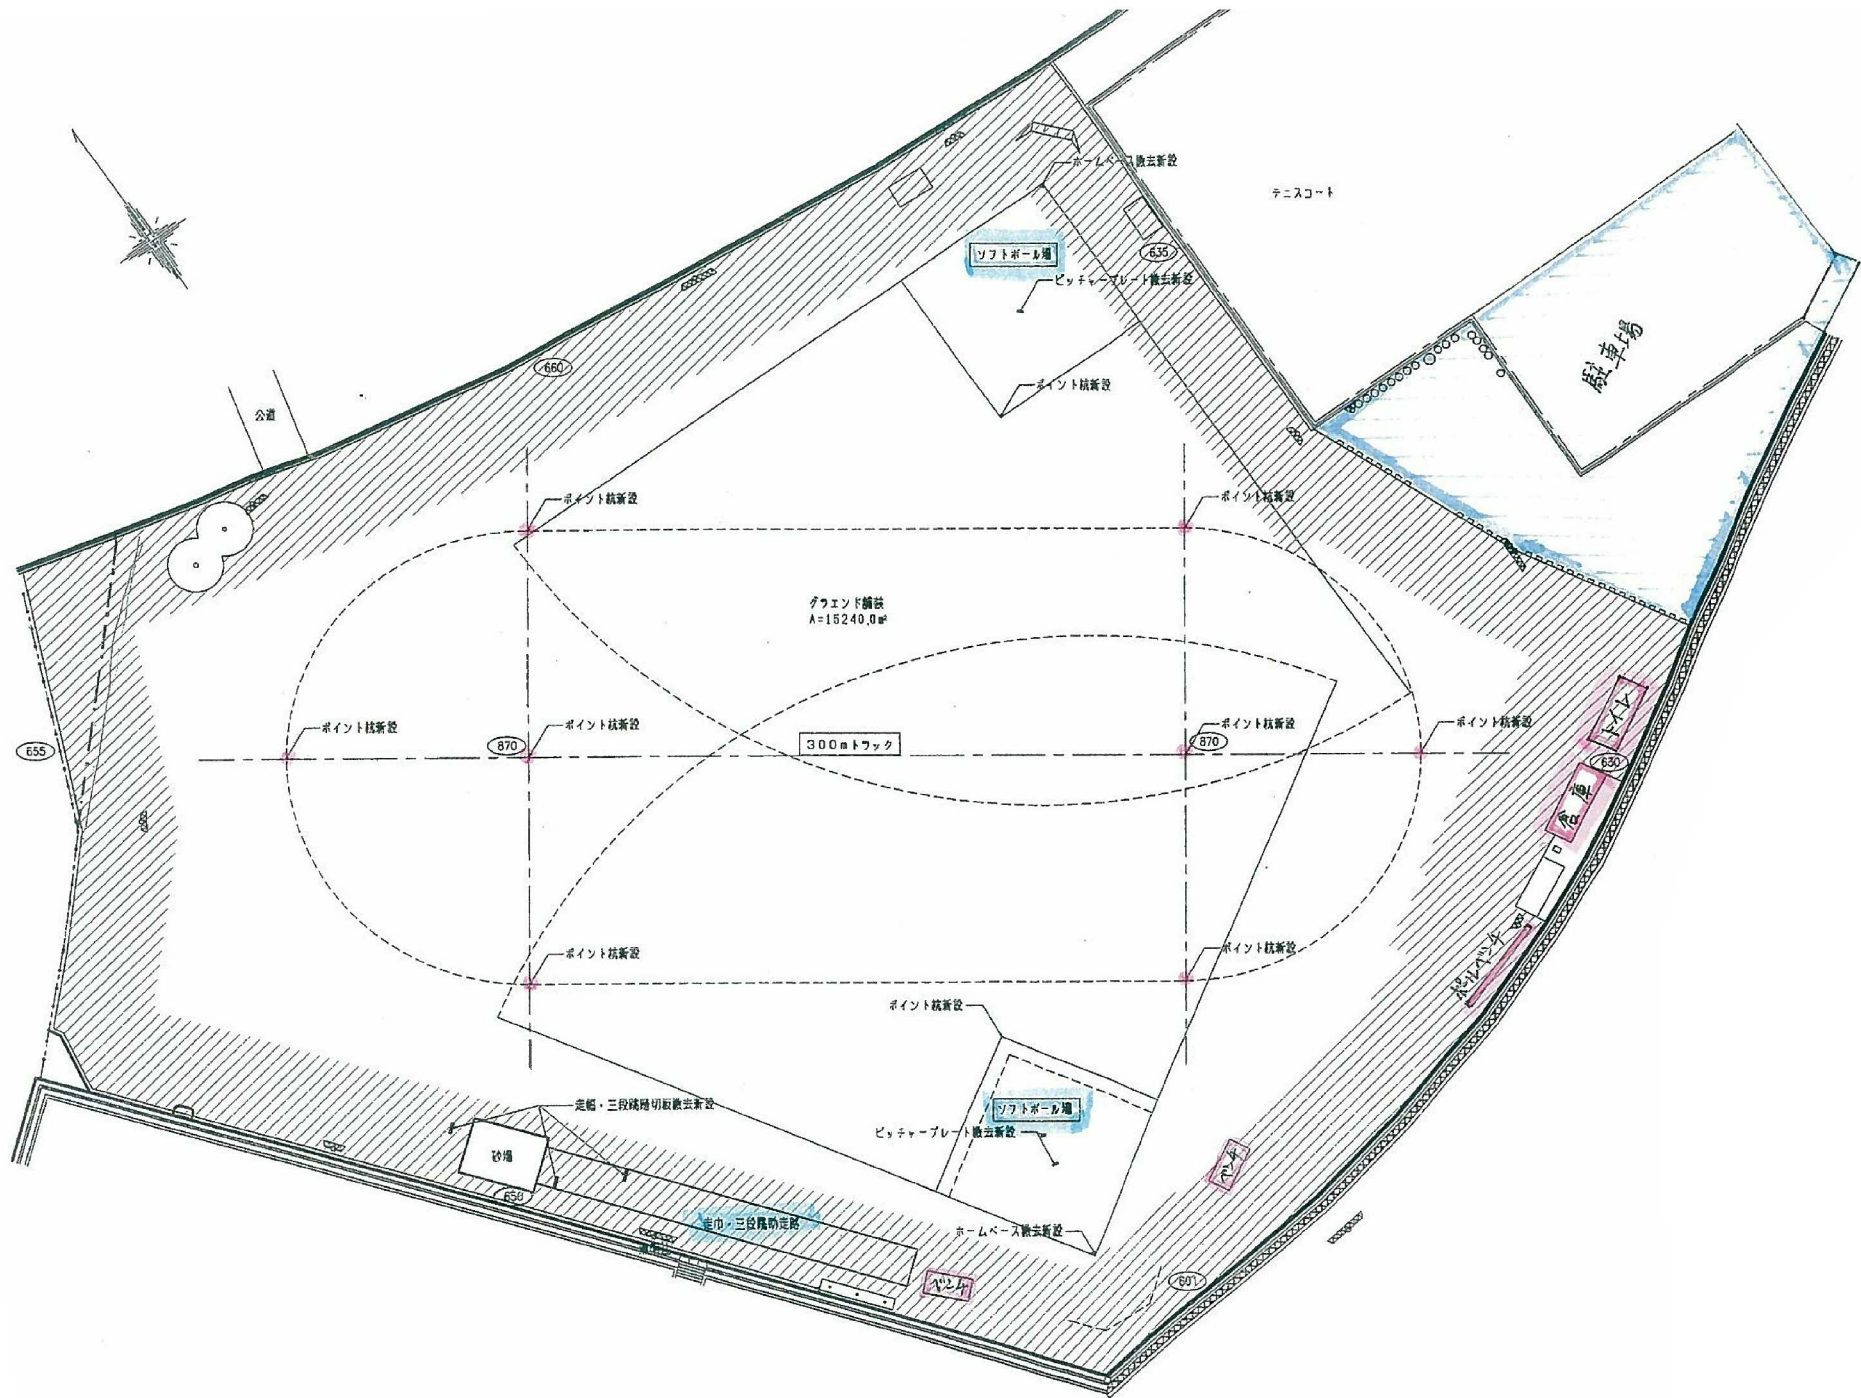 ホームベース撤去新設
テニスコート
ソフトボール場
635
ピッチャープレート撤去新設
駐車場
660
ポイント杭新設
公道
ポイント杭新設
ポイント杭新設
グラエンド舗装
A=15240.0㎡
ポイント杭新設
ポイント杭新設
ポイント杭新設
ポイント杭新設
655
870
300mトラック
870
630
倉庫
ポイント杭新設
ポイント杭新設
ポイント杭新設
走幅・三段跳踏切板撤去新設
ソフトボール場
ピッチャープレート撤去新設
砂場
650
ベンチ
走巾・三段跳助走路
ホームベース撤去新設
ベンチ
601